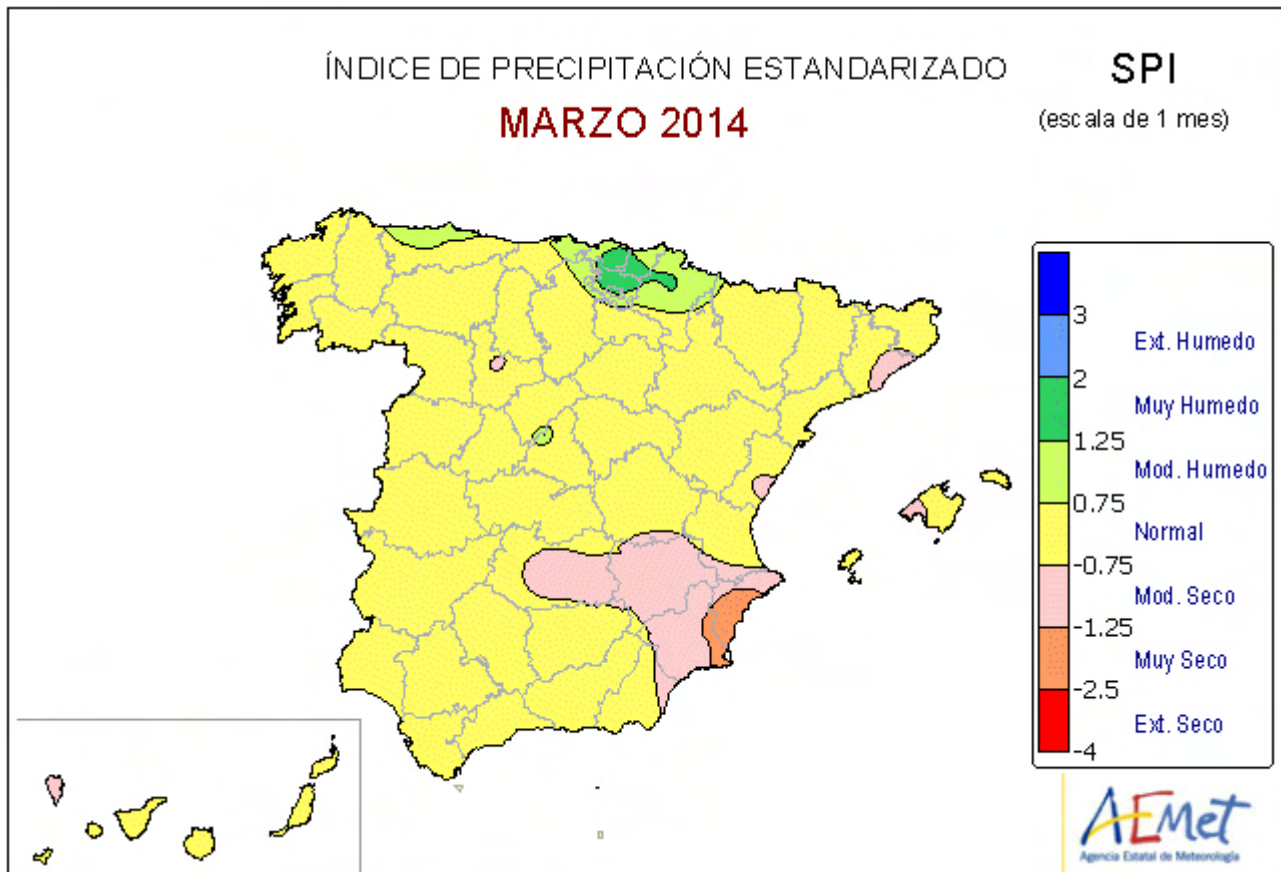 ÍNDICE DE PRECIPITACIÓN ESTANDARIZADO
MARZO 2014
SPI
(escala de 1 mes)
3
Ext. Humedo
2
Muy Humedo
1.25
Mod. Humedo
0.75
Normal
-0.75
Mod. Seco
-1.25
Muy Seco
-2.5
Ext. Seco
-4
AEMet
Agencia Estatal de Meteorología